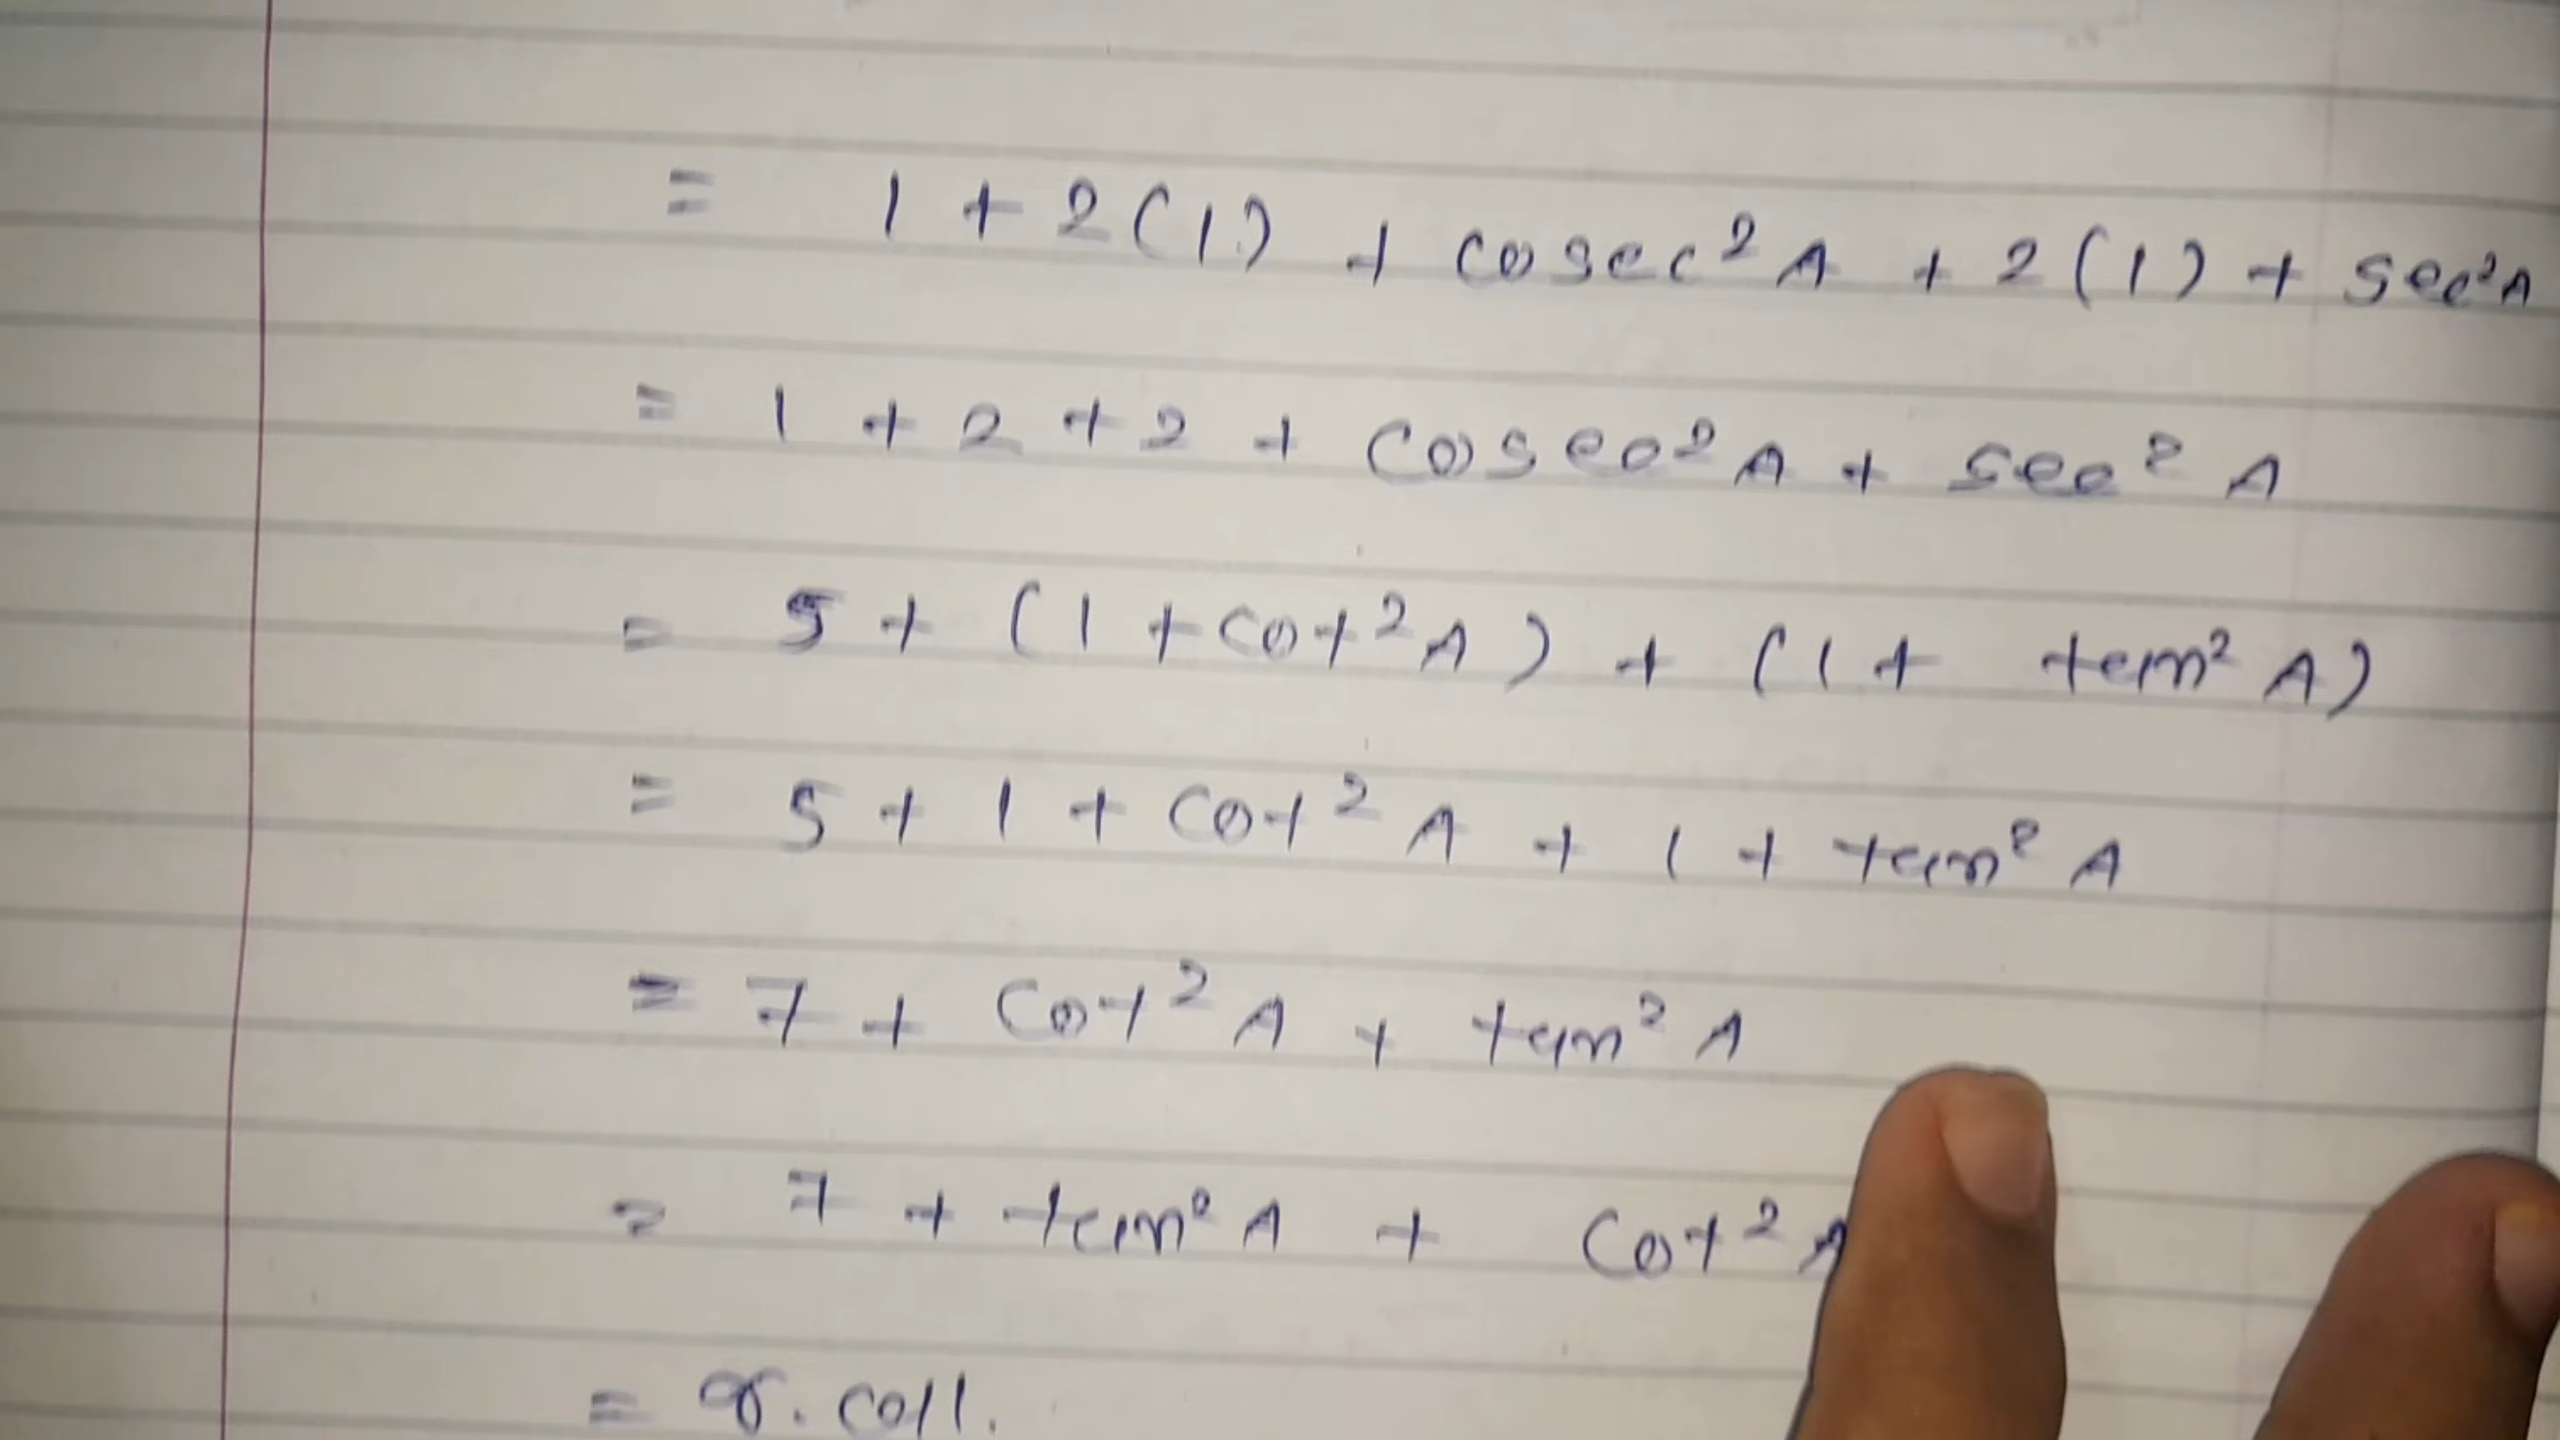 = 1 + 2(1) + cosec²A + 2(1) + sec²A
= 1 + 2 + 2 + cosec²A + sec²A
= 5 + (1 + cot²A) + (1 + tan²A)
= 5 + 1 + cot²A + 1 + tan²A
= 7 + cot²A + tan²A
= 7 + tan²A + cot²A
=